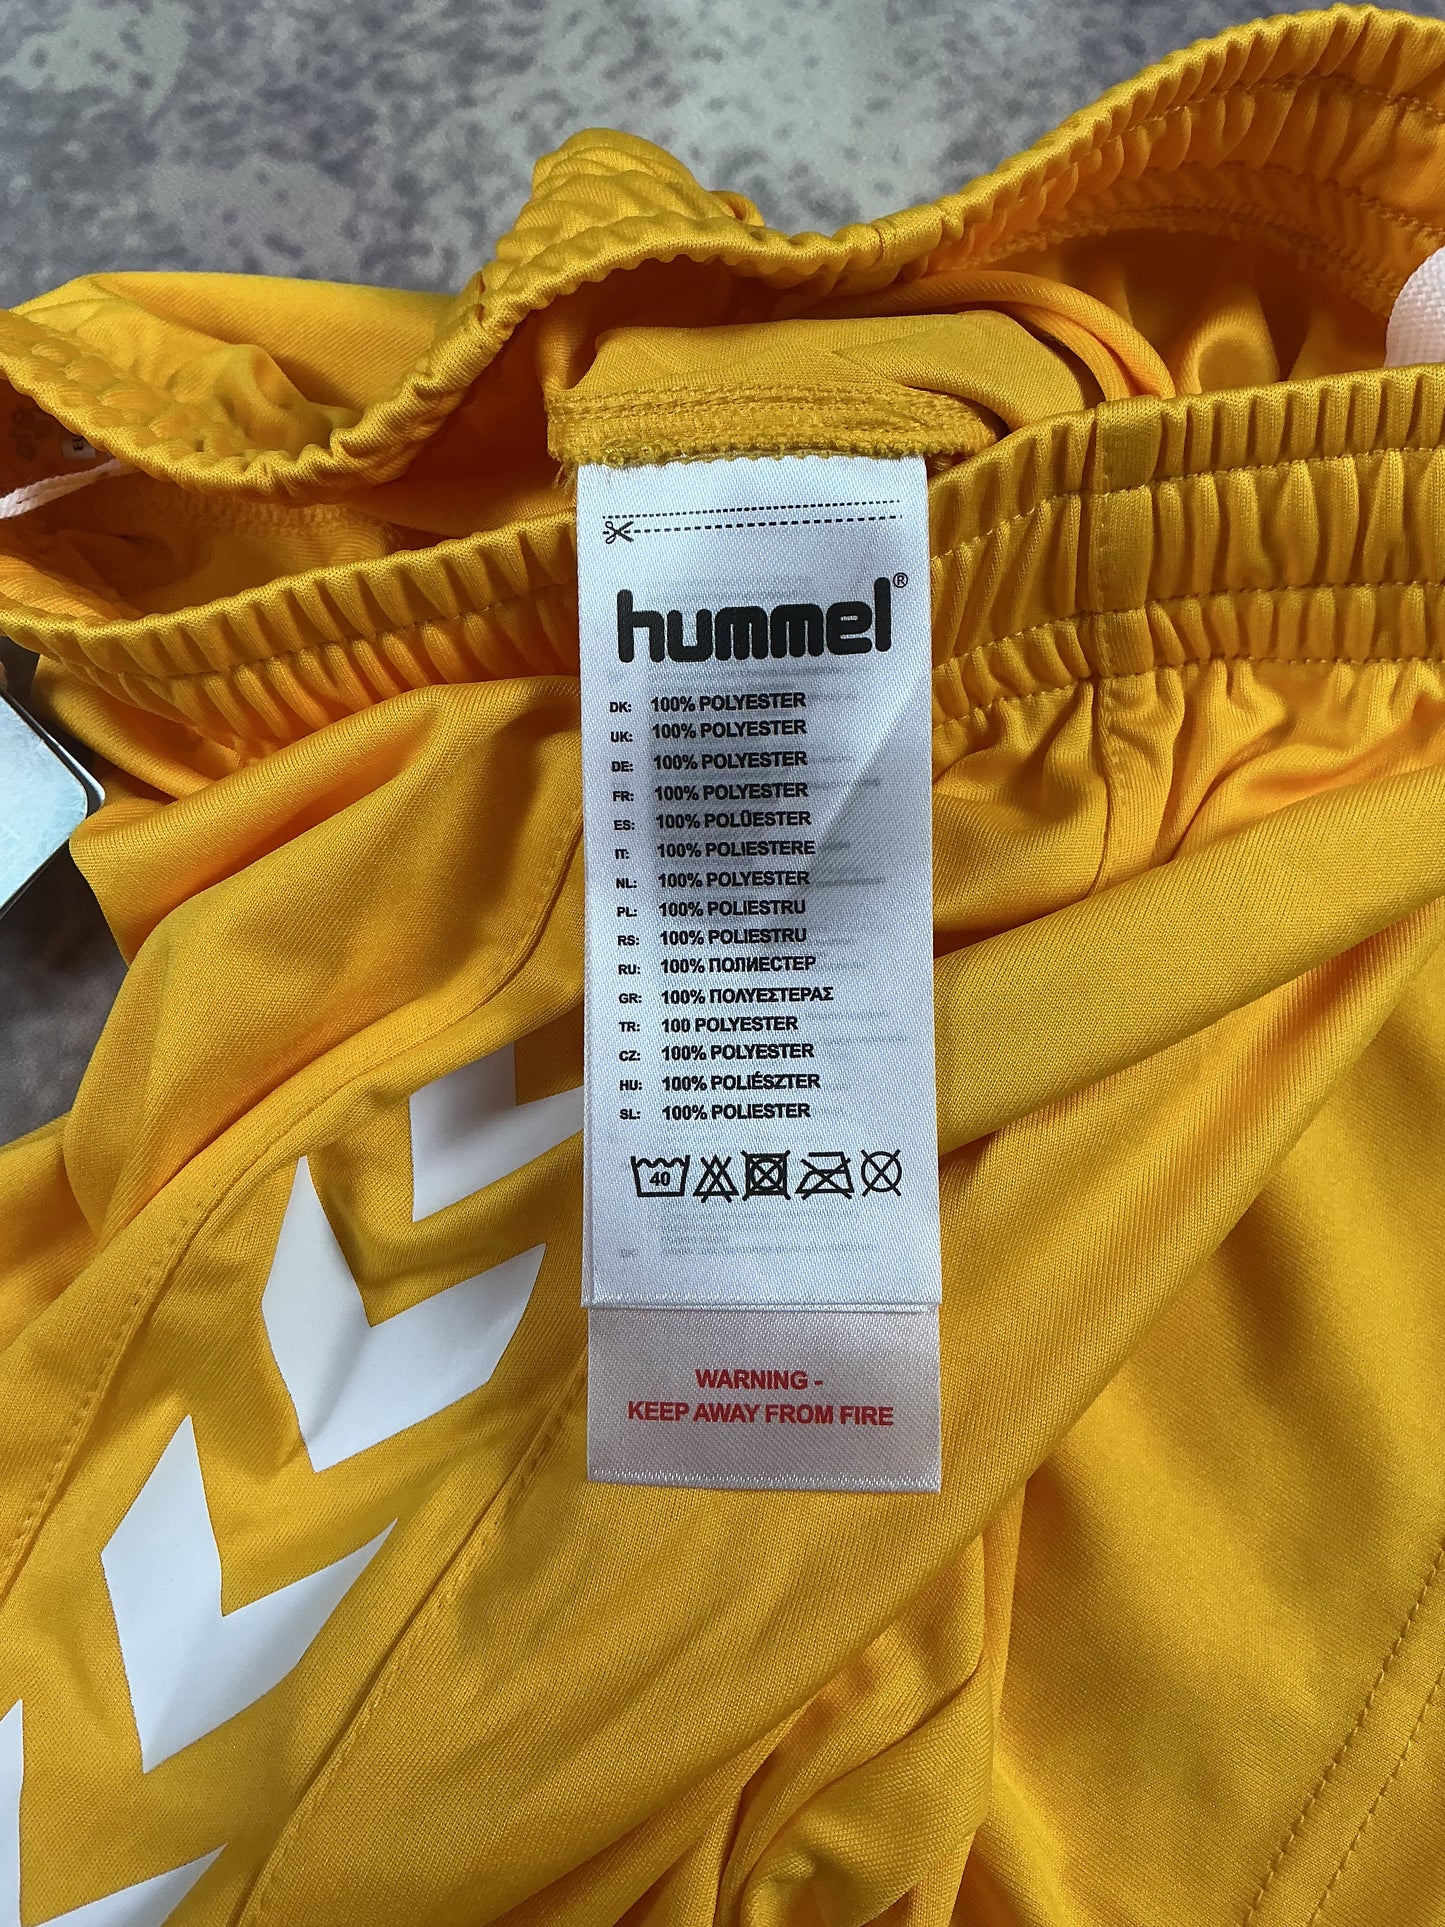 hummel®
DK: 100% POLYESTER
UK: 100% POLYESTER
DE: 100% POLYESTER
FR: 100% POLYESTER
ES: 100% POLÜESTER
IT: 100% POLIESTERE
NL: 100% POLYESTER
PL: 100% POLIESTRU
RS: 100% POLIESTRU
RU: 100% ПОЛИЕСТЕР
GR: 100% ΠΟΛΥΕΣΤΕΡΑΣ
TR: 100 POLYESTER
CZ: 100% POLYESTER
HU: 100% POLIÉSZTER
SL: 100% POLIESTER
40
WARNING -
KEEP AWAY FROM FIRE